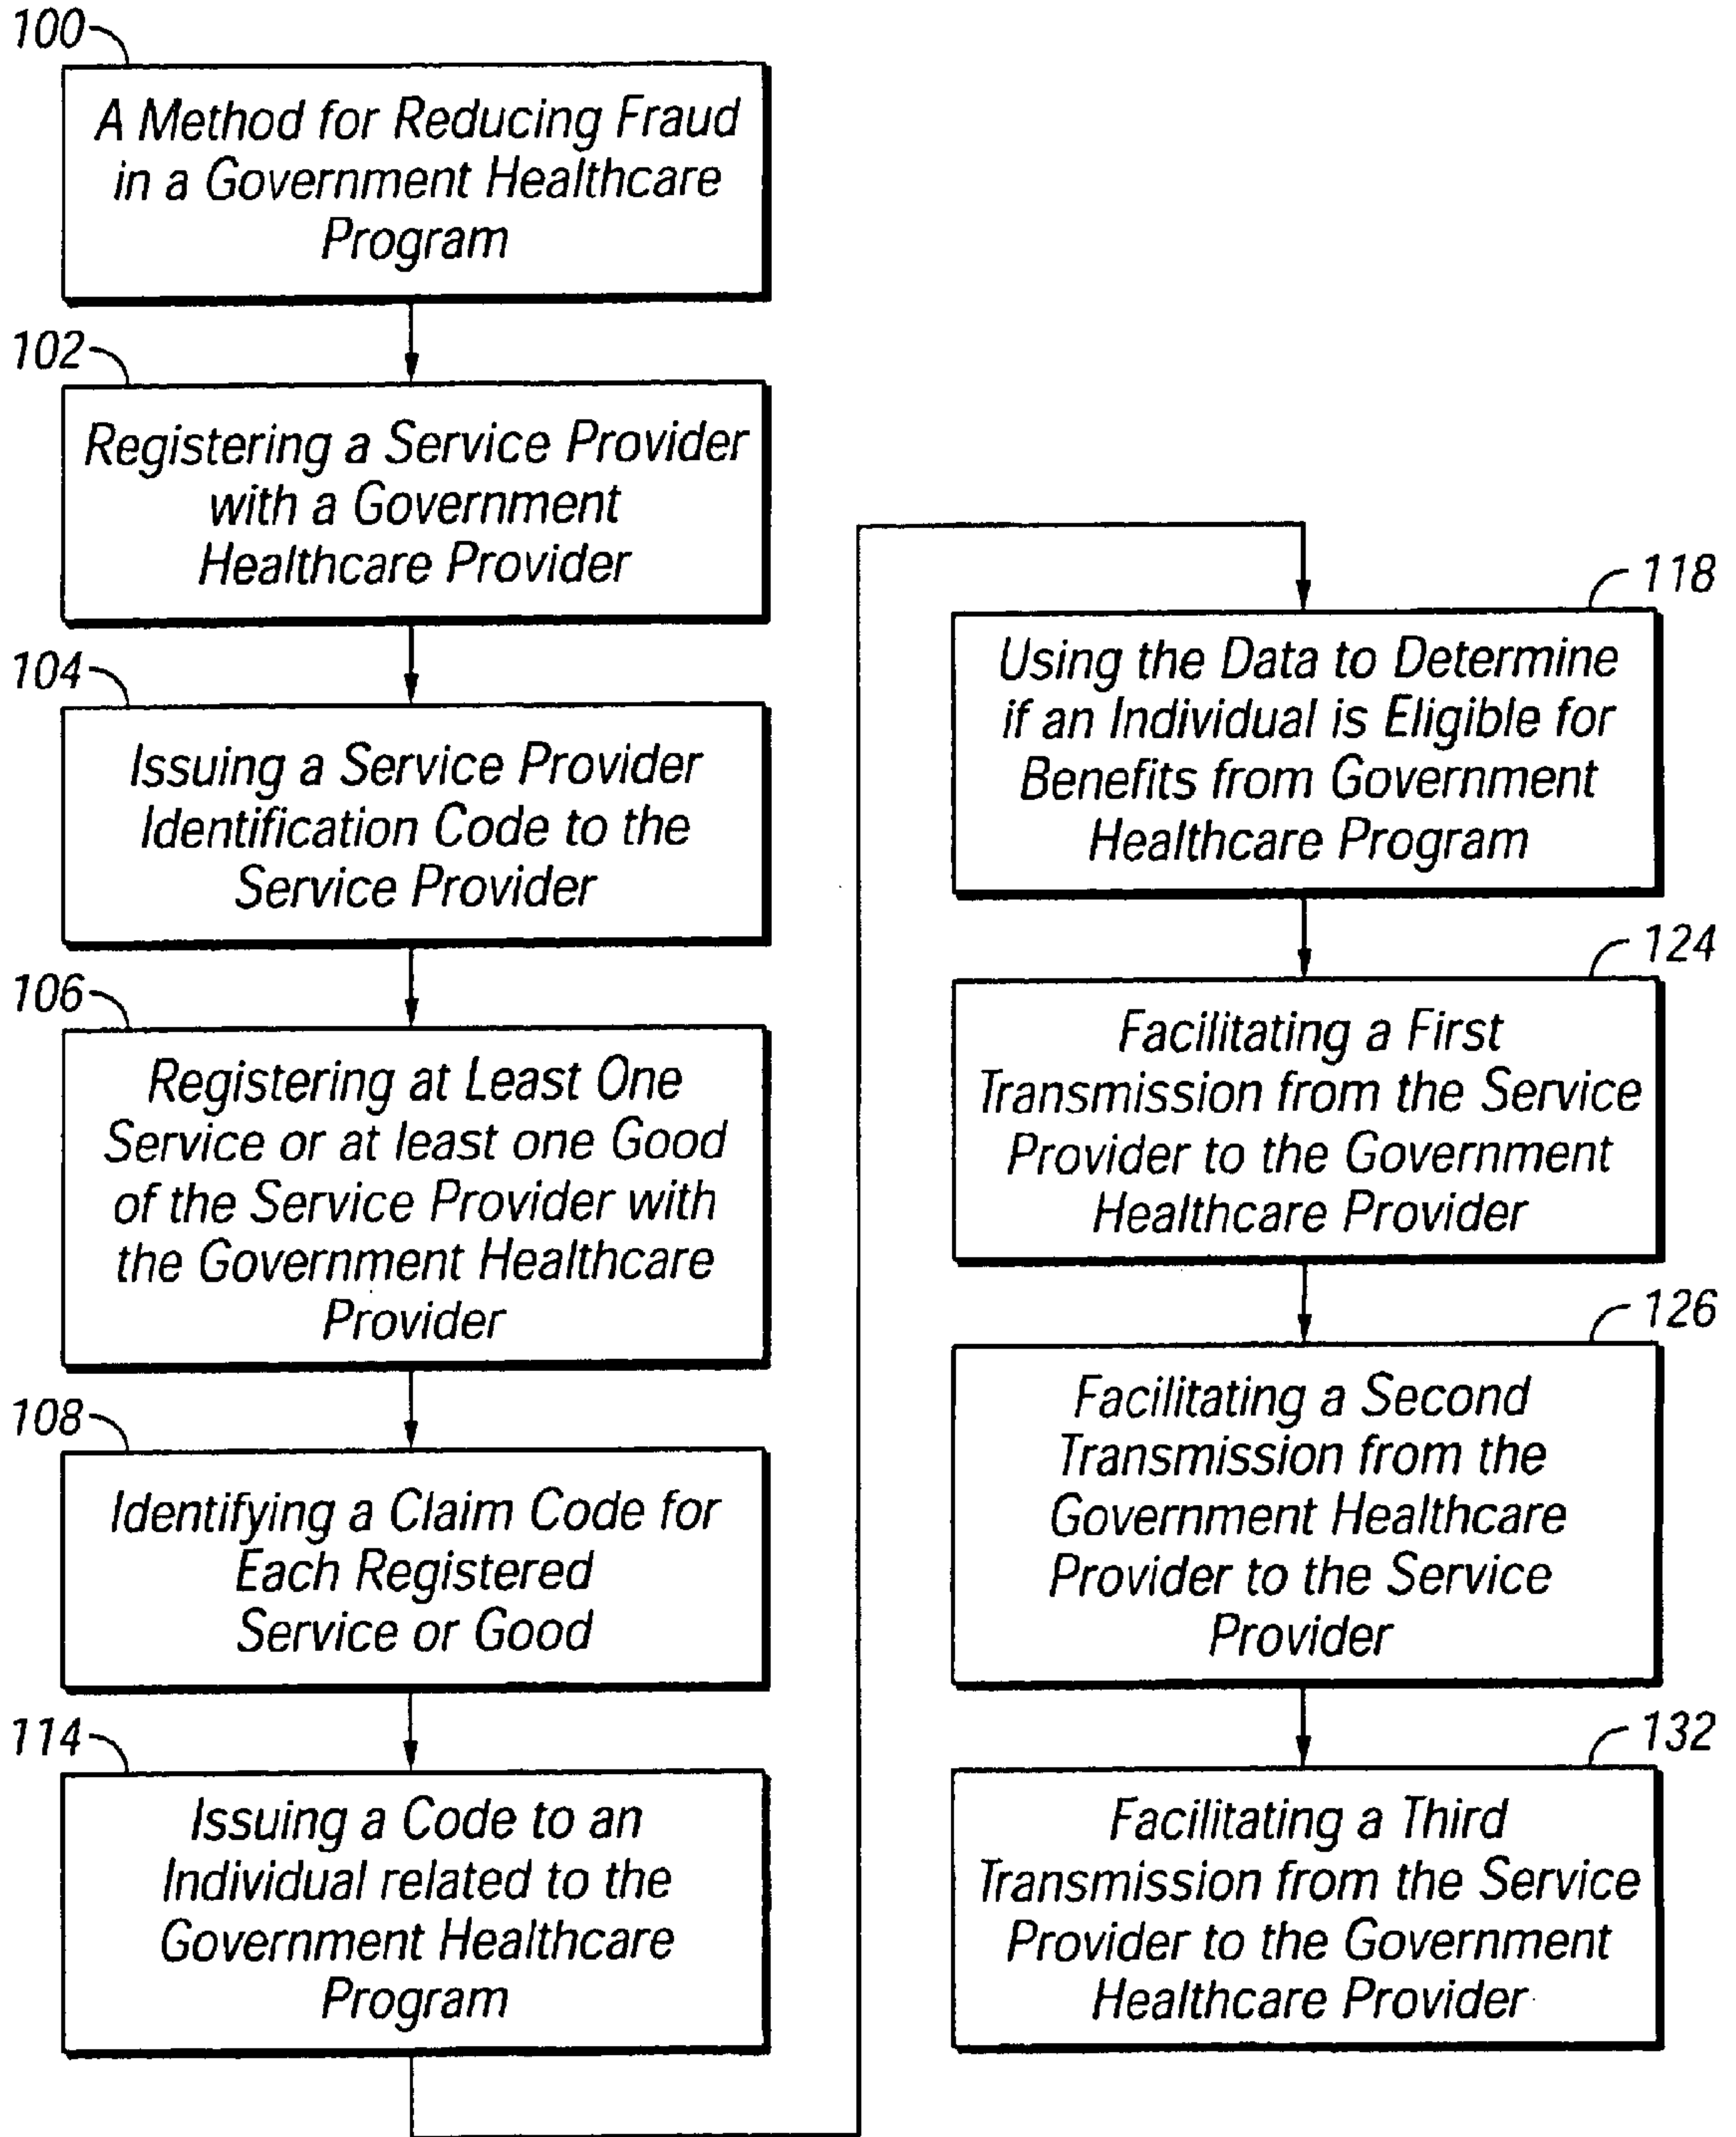 100
A Method for Reducing Fraud
in a Government Healthcare
Program
102
Registering a Service Provider
with a Government
Healthcare Provider
104
Issuing a Service Provider
Identification Code to the
Service Provider
106
Registering at Least One
Service or at least one Good
of the Service Provider with
the Government Healthcare
Provider
108
Identifying a Claim Code for
Each Registered
Service or Good
114
Issuing a Code to an
Individual related to the
Government Healthcare
Program
118
Using the Data to Determine
if an Individual is Eligible for
Benefits from Government
Healthcare Program
124
Facilitating a First
Transmission from the Service
Provider to the Government
Healthcare Provider
126
Facilitating a Second
Transmission from the
Government Healthcare
Provider to the Service
Provider
132
Facilitating a Third
Transmission from the Service
Provider to the Government
Healthcare Provider